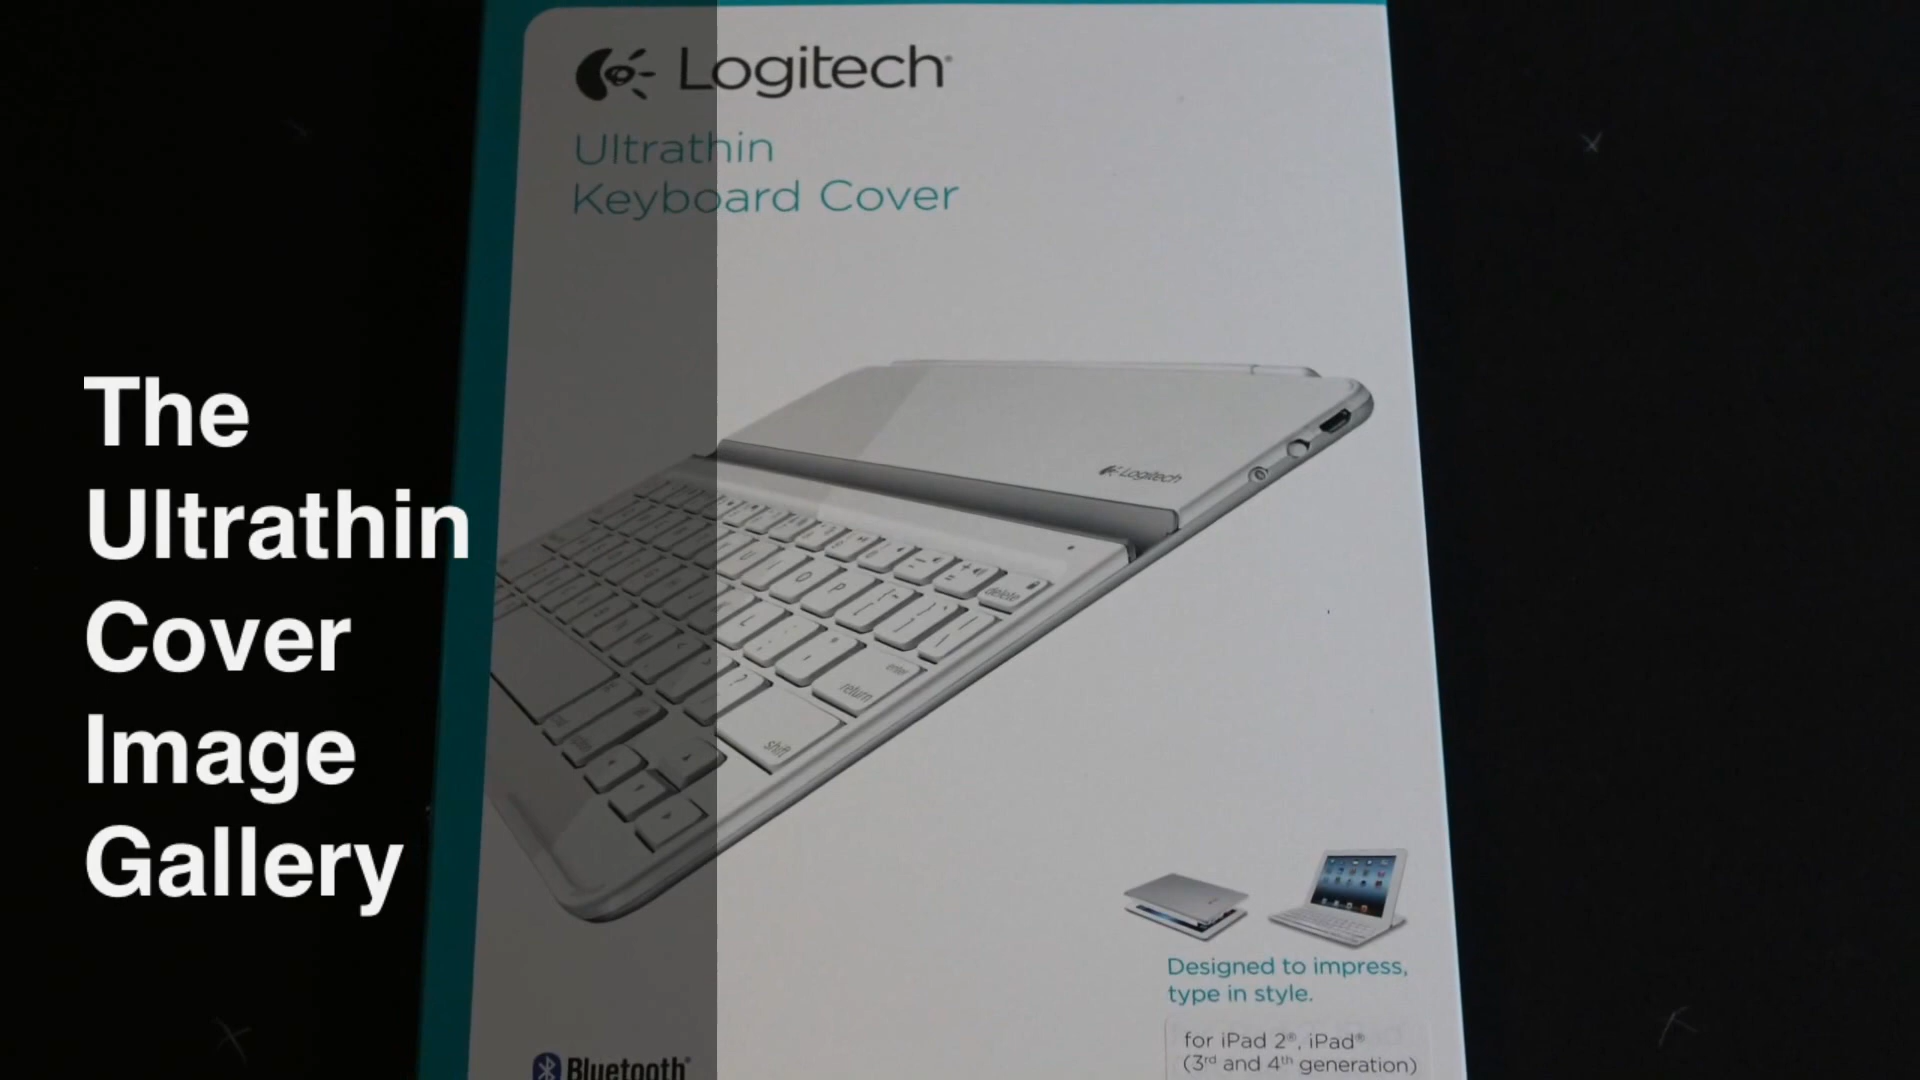 Logitech
Ultrathin
Keyboard Cover
The
Ultrathin
Cover
Image
Gallery
Logitech
delete
enter
return
shift
Designed to impress,
type in style.
for iPad 2®, iPad®
(3rd and 4th generation)
Bluetooth®